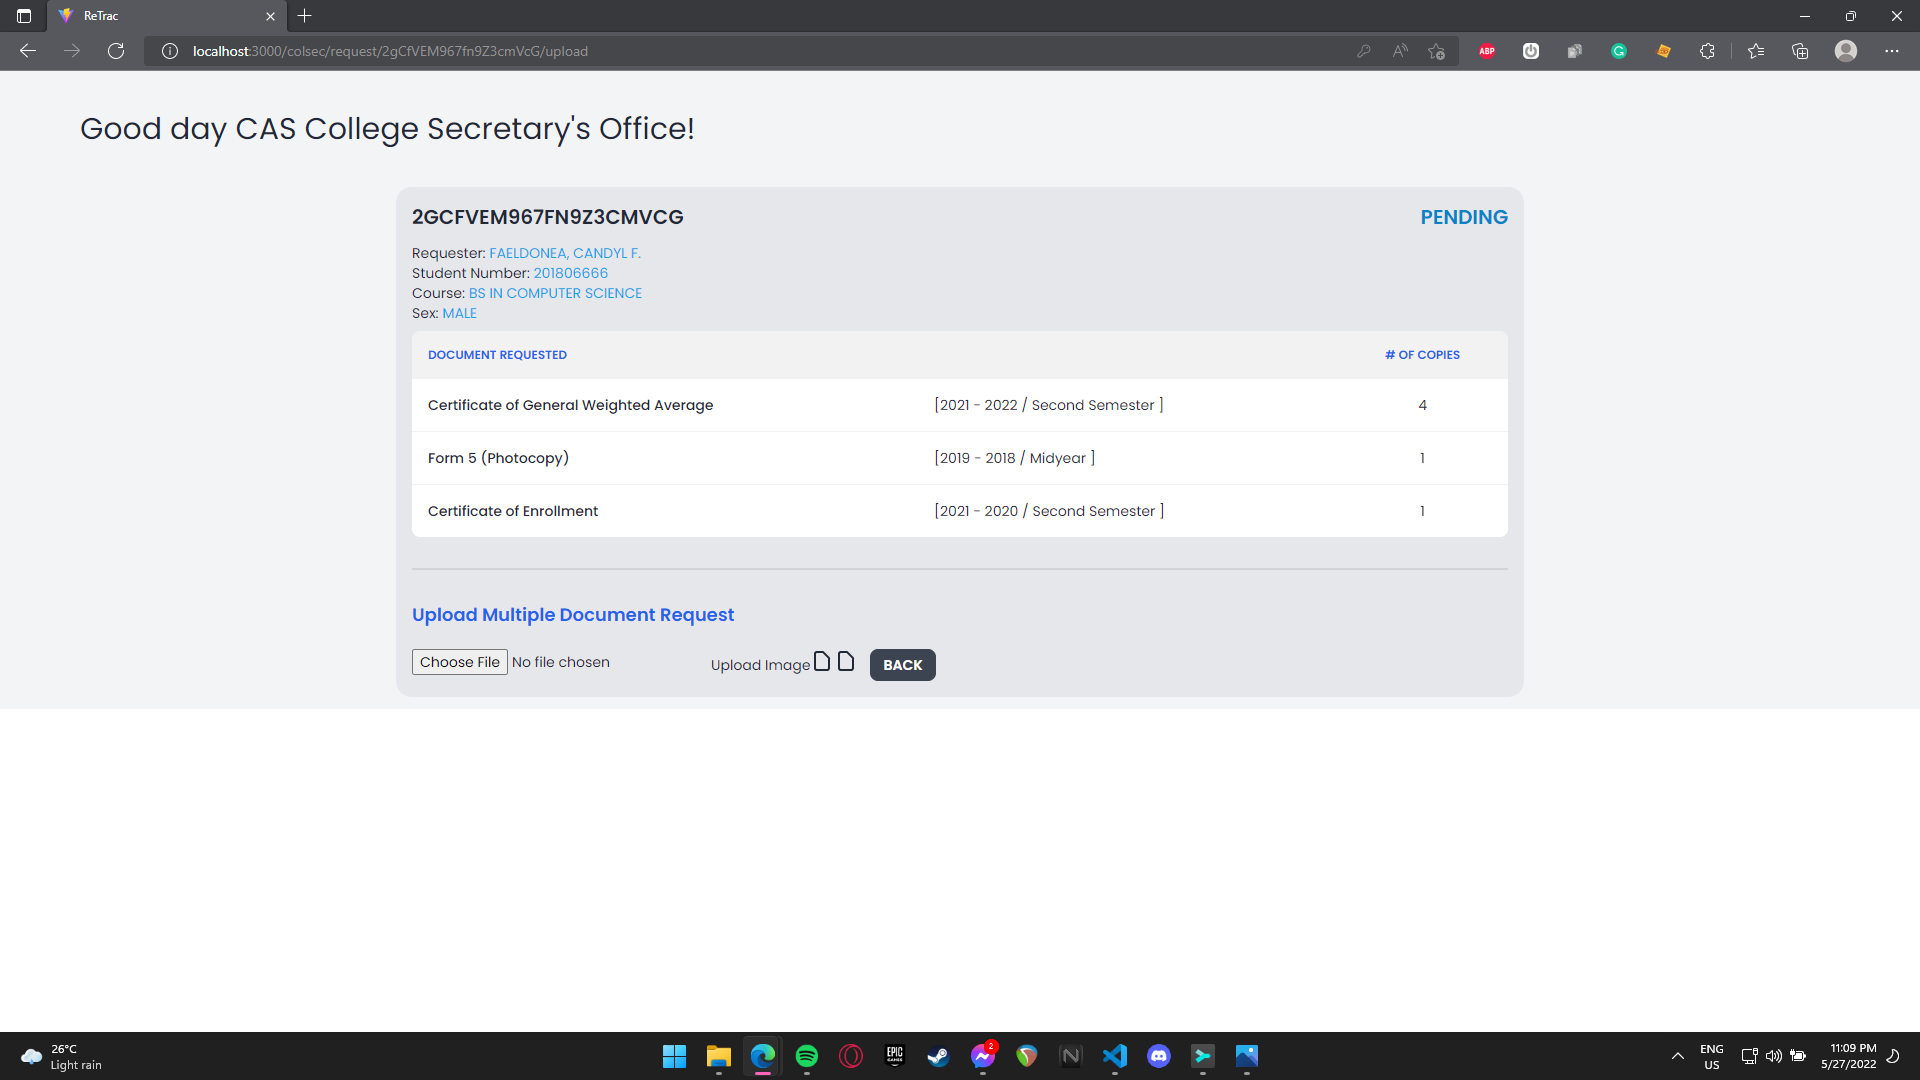 ReTrac
localhost:3000/colsec/request/2gCfVEM967fn9Z3cmVcG/upload
ABP
Good day CAS College Secretary's Office!
2GCFVEM967FN9Z3CMVCG PENDING
Requester: FAELDONEA, CANDYL F.
Student Number: 201806666
Course: BS IN COMPUTER SCIENCE
Sex: MALE
DOCUMENT REQUESTED # OF COPIES
Certificate of General Weighted Average [2021 - 2022 / Second Semester ] 4
Form 5 (Photocopy) [2019 - 2018 / Midyear ] 1
Certificate of Enrollment [2021 - 2020 / Second Semester ] 1
Upload Multiple Document Request
Choose File No file chosen Upload Image BACK
26°C
Light rain
EPIC
GAMES
2
ENG
US
11:09 PM
5/27/2022